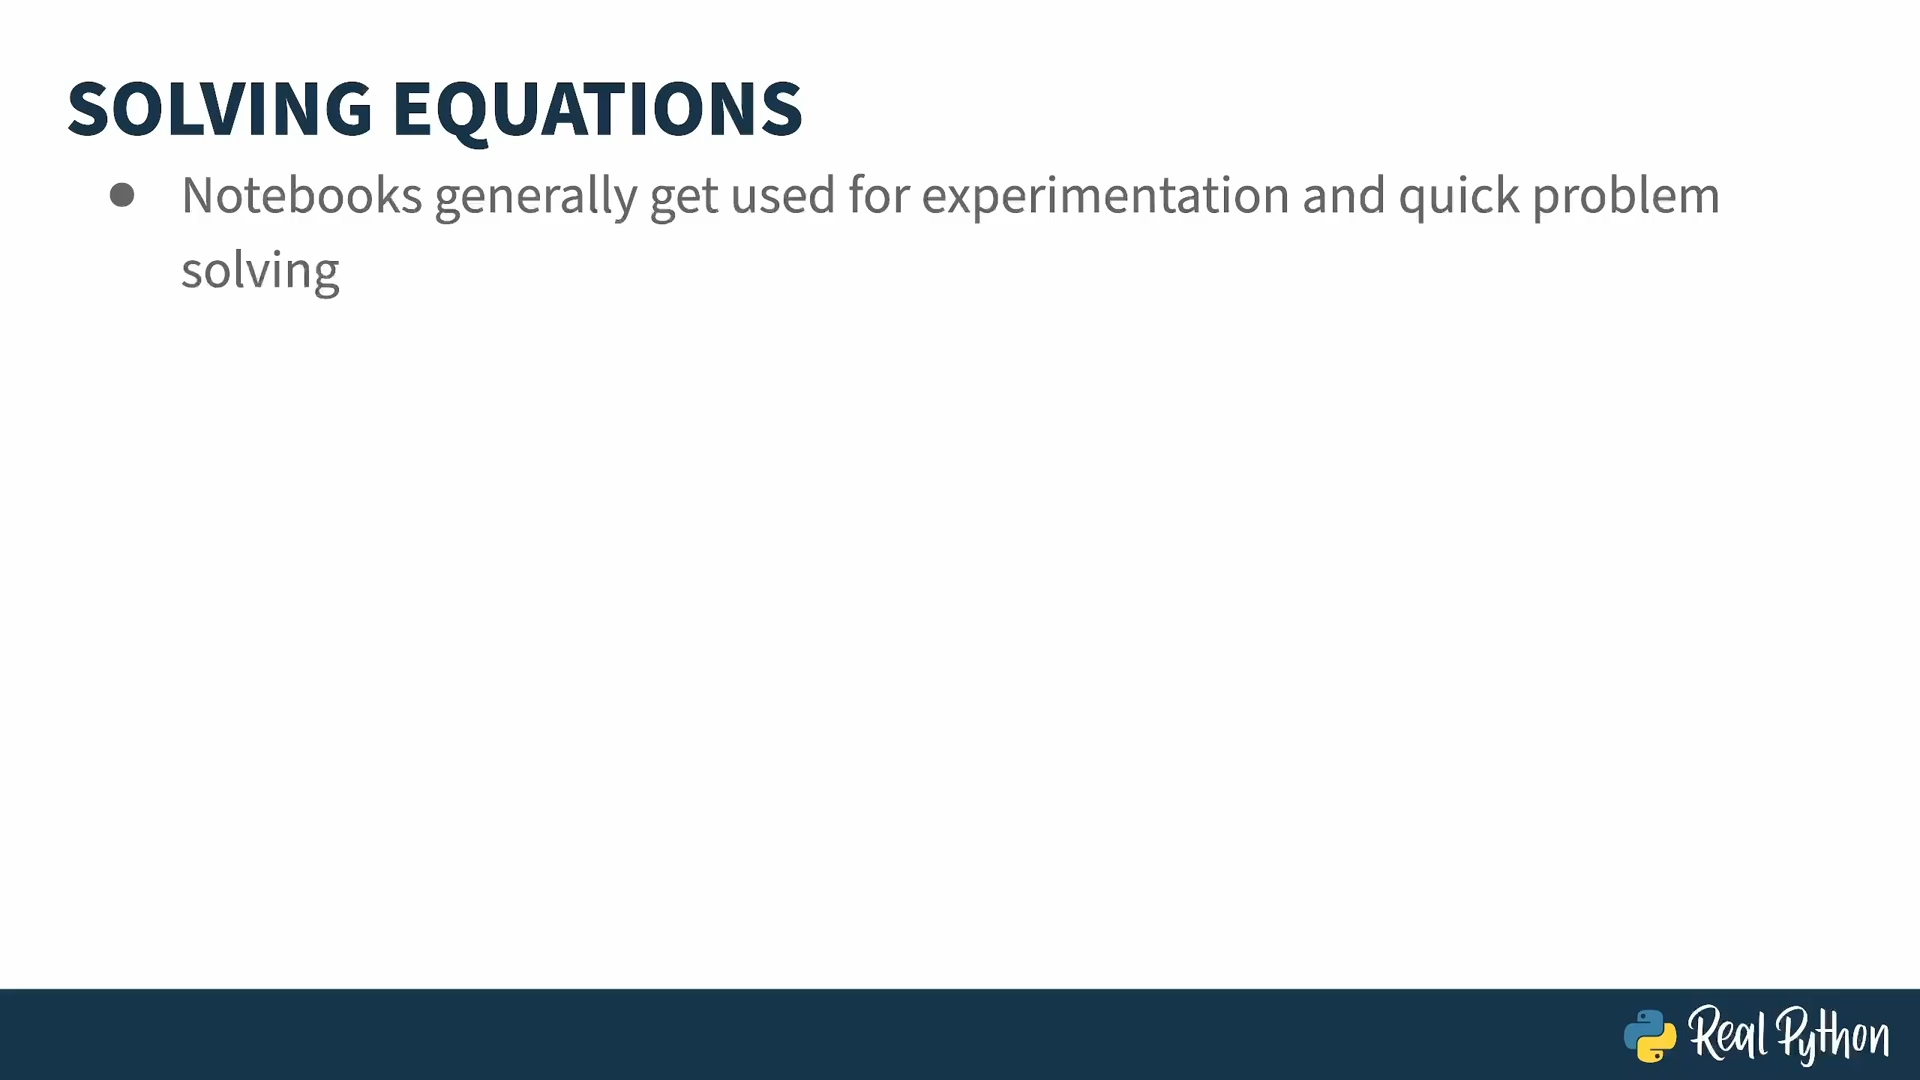 SOLVING EQUATIONS
● Notebooks generally get used for experimentation and quick problem
solving
Real Python